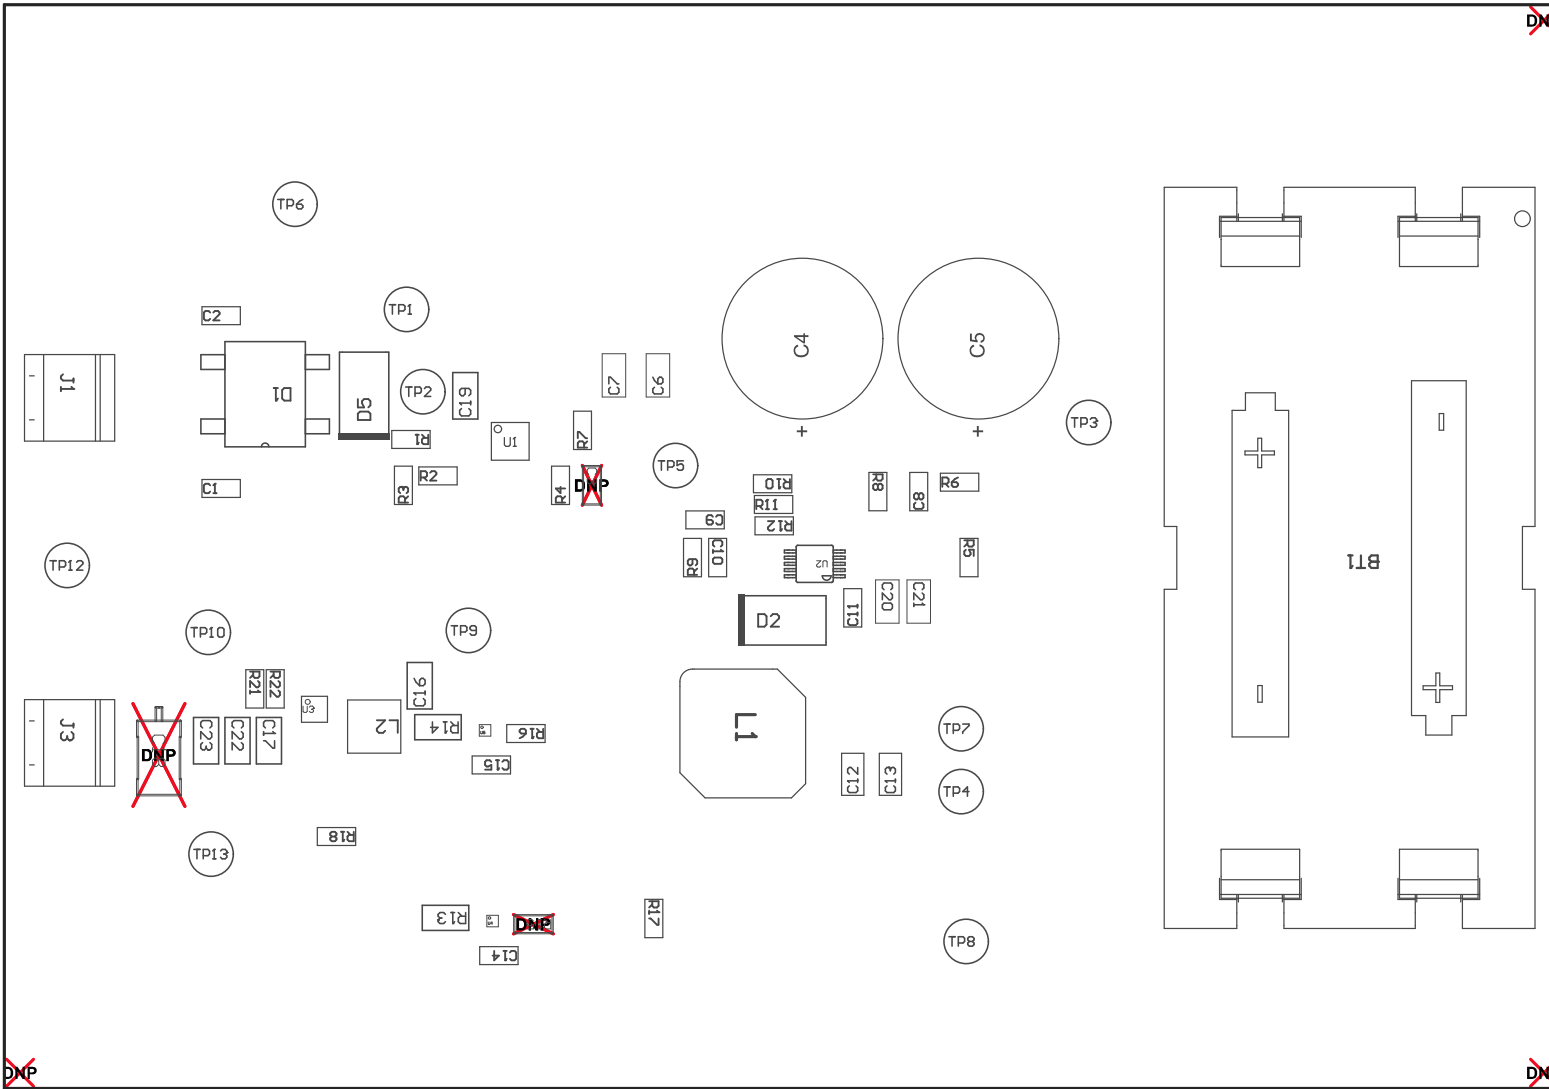 DN
TP6
TP1
C2
C4
C5
J1
D1
D5
TP2
C19
C7
C6
TP3
R1
U1
R7
+
+
+
-
TP5
R2
R3
R4
DNP
C1
R10
R11
R12
R8
C8
R6
C9
R9
C10
U2
R5
BT1
TP12
D2
C11
C20
C21
TP10
TP9
R21
R22
C16
U3
L2
R14
R16
C15
L1
TP7
-
+
J3
DNP
C23
C22
C17
C12
C13
TP4
R18
TP13
R13
DNP
R17
C14
TP8
DNP
DN